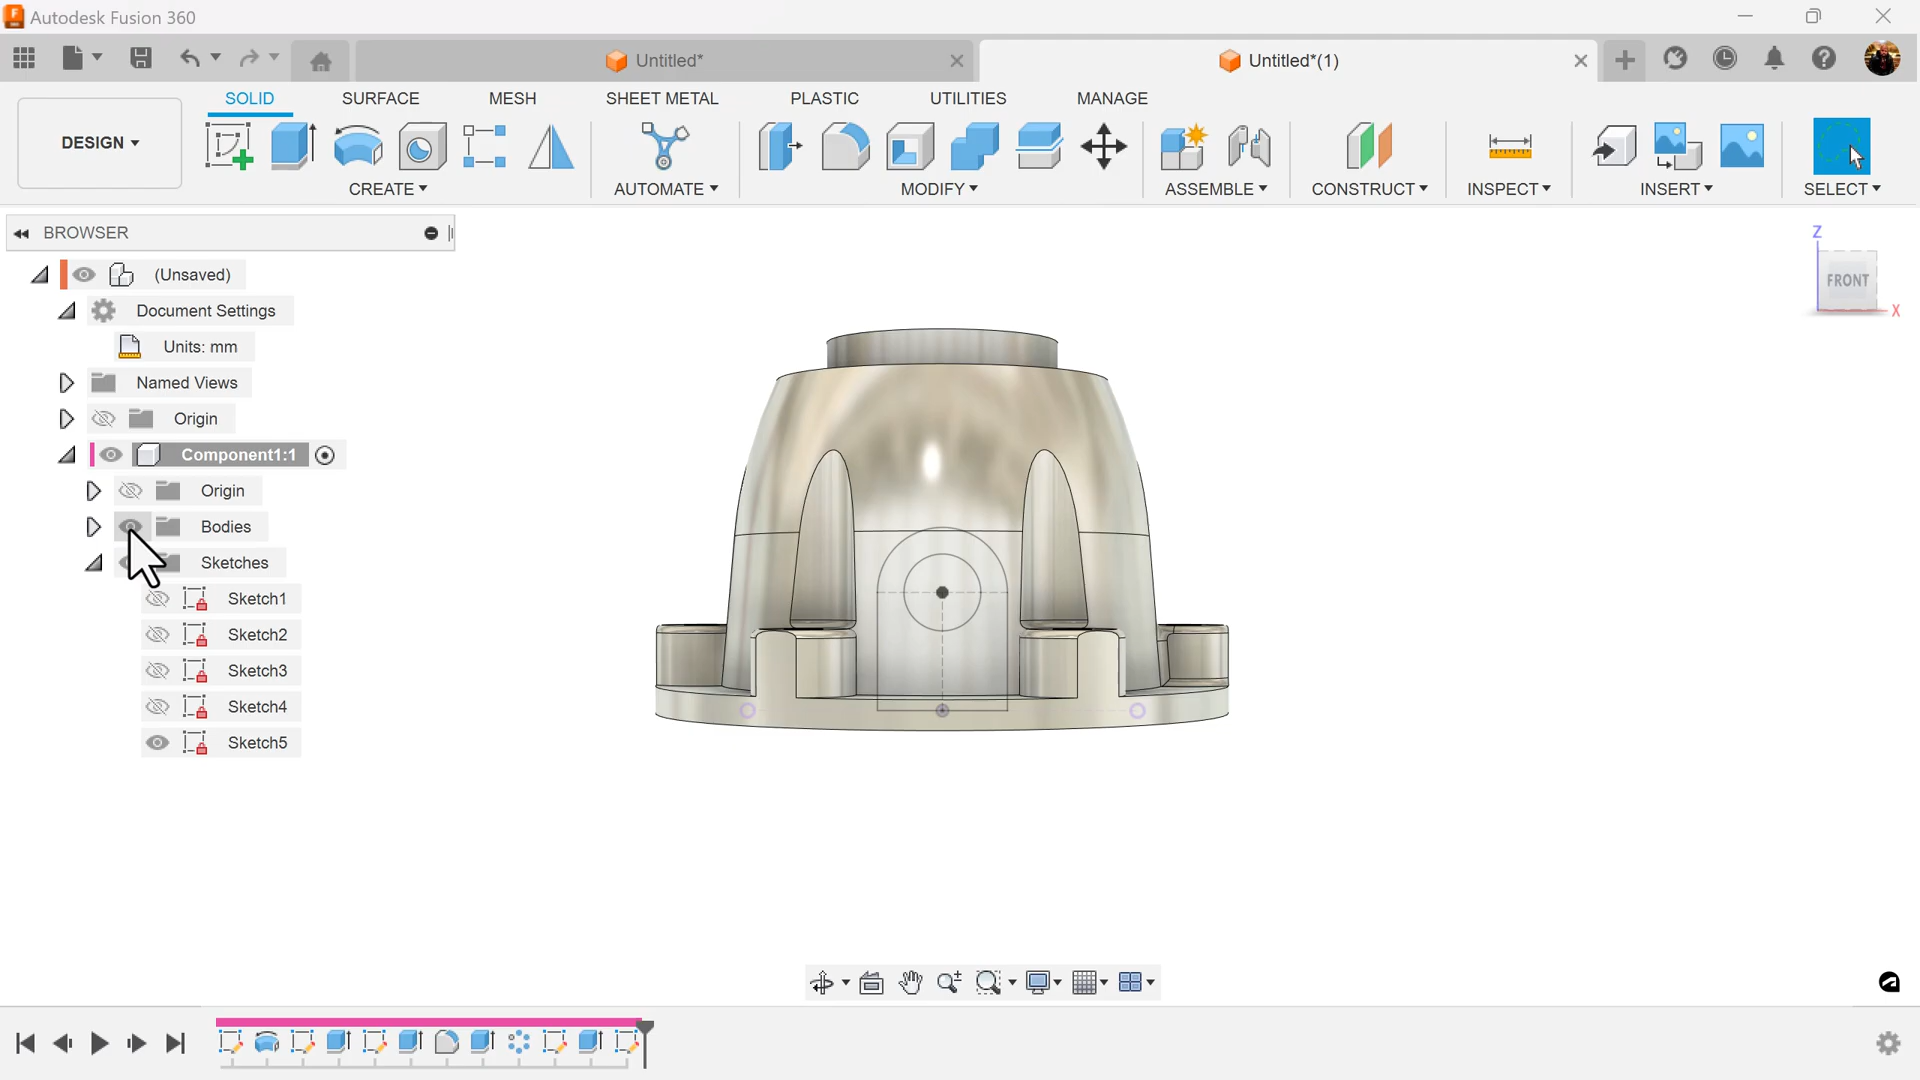 Autodesk Fusion 360
Untitled*
Untitled*(1)
SOLID SURFACE MESH SHEET METAL PLASTIC UTILITIES MANAGE
DESIGN
CREATE AUTOMATE MODIFY ASSEMBLE CONSTRUCT INSPECT INSERT SELECT
BROWSER
(Unsaved)
Document Settings
Units: mm
Named Views
Origin
Component1:1
Origin
Bodies
Sketches
Sketch1
Sketch2
Sketch3
Sketch4
Sketch5
Z
FRONT
X